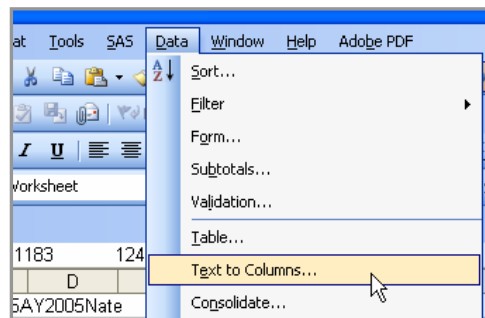 at Tools SAS Data Window Help Adobe PDF
Sort...
Filter
Form...
Subtotals...
Validation...
Table...
Text to Columns...
Consolidate...
I U
Worksheet
1183 124
D
5AY2005Nate